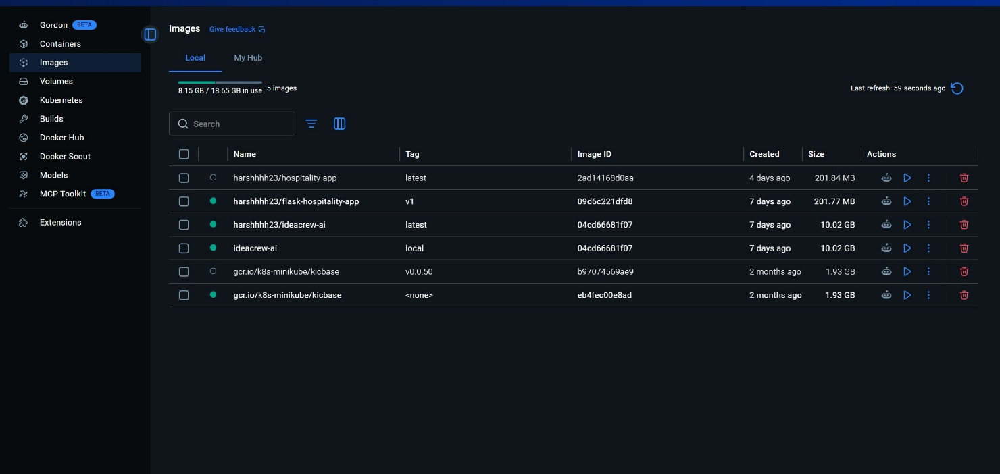 Gordon BETA
Containers
Images
Volumes
Kubernetes
Builds
Docker Hub
Docker Scout
Models
MCP Toolkit BETA
Extensions
Images Give feedback
Local My Hub
8.15 GB / 18.65 GB in use 5 images
Last refresh: 59 seconds ago
Search
Name Tag Image ID Created Size Actions
harshhhh23/hospitality-app latest 2ad14168d0aa 4 days ago 201.84 MB
harshhhh23/flask-hospitality-app v1 09d6c221dfd8 7 days ago 201.77 MB
harshhhh23/ideacrew-ai latest 04cd66681f07 7 days ago 10.02 GB
ideacrew-ai local 04cd66681f07 7 days ago 10.02 GB
gcr.io/k8s-minikube/kicbase v0.0.50 b97074569ae9 2 months ago 1.93 GB
gcr.io/k8s-minikube/kicbase <none> eb4fec00e8ad 2 months ago 1.93 GB